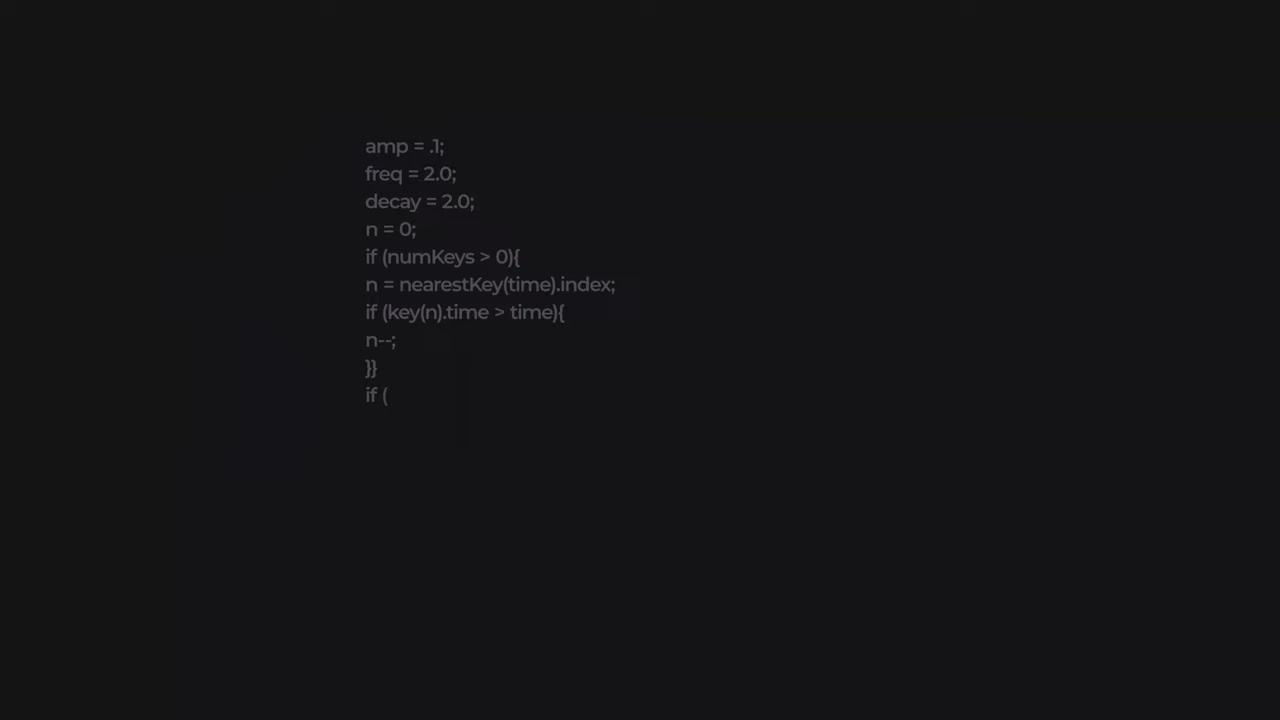 amp = .1;
freq = 2.0;
decay = 2.0;
n = 0;
if (numKeys > 0){
n = nearestKey(time).index;
if (key(n).time > time){
n--;
}}
if (